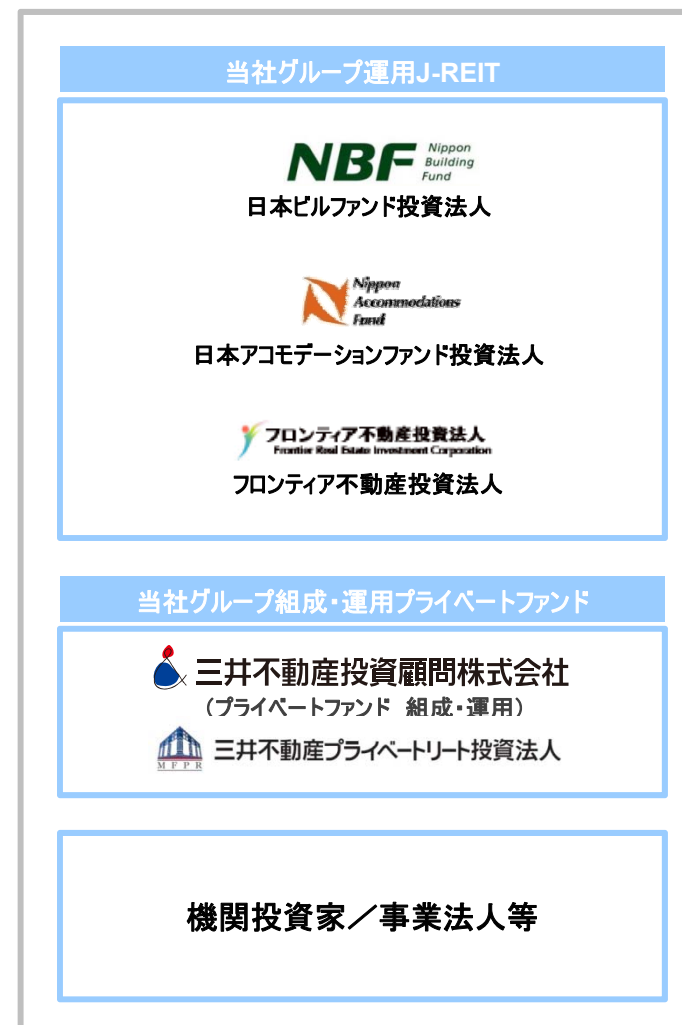 当社グループ運用J-REIT
NBF Nippon
Building
Fund
日本ビルファンド投資法人
Nippon
Accommodations
Fund
日本アコモデーションファンド投資法人
フロンティア不動産投資法人
Frontier Real Estate Investment Corporation
フロンティア不動産投資法人
当社グループ組成・運用プライベートファンド
三井不動産投資顧問株式会社
（プライベートファンド 組成・運用）
MFPR 三井不動産プライベートリート投資法人
機関投資家／事業法人等